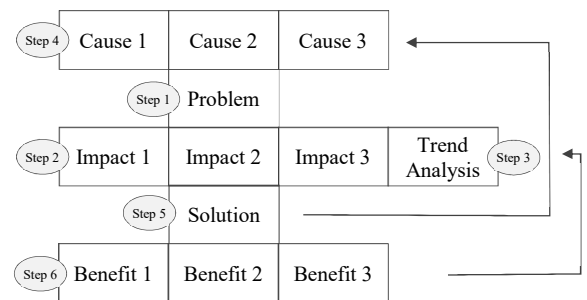 Step 4 Cause 1 Cause 2 Cause 3
Step 1 Problem
Step 2 Impact 1 Impact 2 Impact 3 Trend Analysis Step 3
Step 5 Solution
Step 6 Benefit 1 Benefit 2 Benefit 3